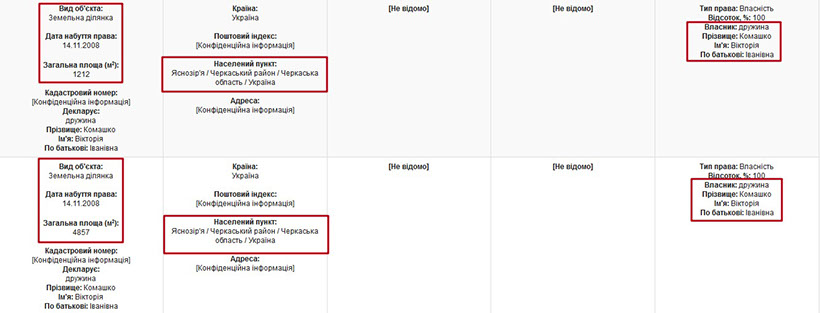 Вид об'єкта:
Земельна ділянка
Дата набуття права:
14.11.2008
Загальна площа (м²):
1212
Кадастровий номер:
[Конфіденційна інформація]
Декларує:
дружина
Прізвище: Комашко
Ім'я: Вікторія
По батькові: Іванівна
Країна:
Україна
Поштовий індекс:
[Конфіденційна інформація]
Населений пункт:
Яснозір'я / Черкаський район / Черкаська
область / Україна
Адреса:
[Конфіденційна інформація]
[Не відомо]
[Не відомо]
Тип права: Власність
Відсоток, %: 100
Власник: дружина
Прізвище: Комашко
Ім'я: Вікторія
По батькові: Іванівна
Вид об'єкта:
Земельна ділянка
Дата набуття права:
14.11.2008
Загальна площа (м²):
4857
Кадастровий номер:
[Конфіденційна інформація]
Декларує:
дружина
Прізвище: Комашко
Ім'я: Вікторія
По батькові: Іванівна
Країна:
Україна
Поштовий індекс:
[Конфіденційна інформація]
Населений пункт:
Яснозір'я / Черкаський район / Черкаська
область / Україна
Адреса:
[Конфіденційна інформація]
[Не відомо]
[Не відомо]
Тип права: Власність
Відсоток, %: 100
Власник: дружина
Прізвище: Комашко
Ім'я: Вікторія
По батькові: Іванівна